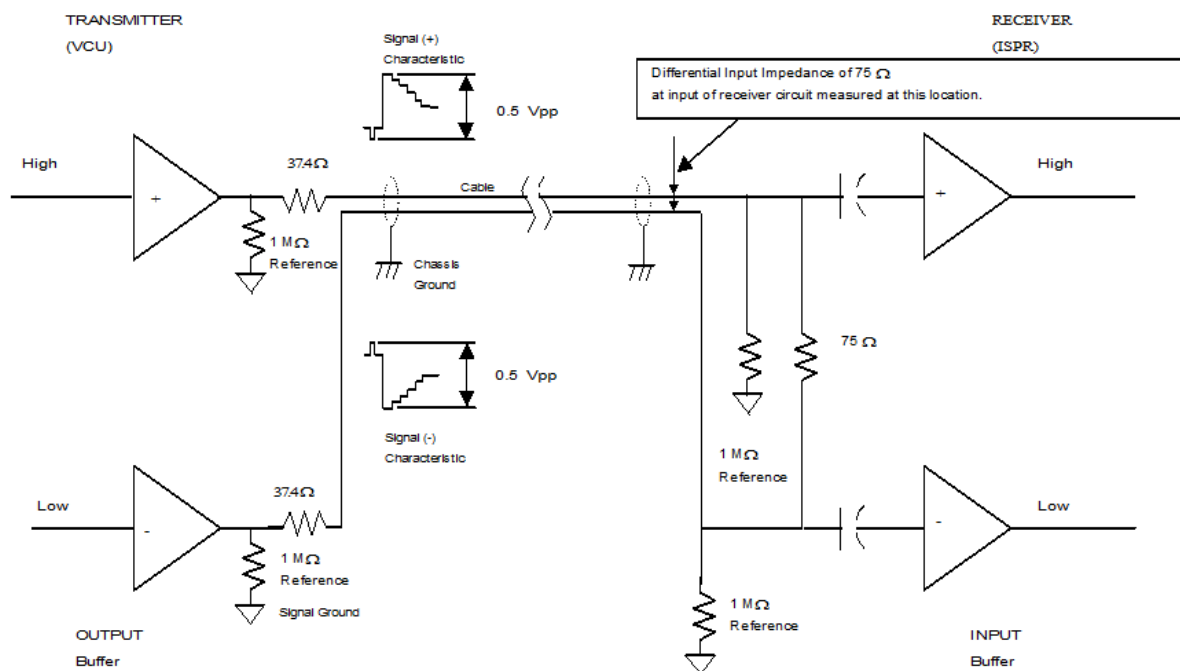 TRANSMITTER
(VCU)
RECEIVER
(ISPR)
Signal (+)
Characteristic
0.5 Vpp
Differential Input Impedance of 75 Ω
at input of receiver circuit measured at this location.
High
37.4Ω
Cable
High
+
+
1 MΩ
Reference
Chassis
Ground
75 Ω
0.5 Vpp
Signal (-)
Characteristic
1 MΩ
Reference
37.4Ω
Low
Low
-
-
1 MΩ
Reference
Signal Ground
1 MΩ
Reference
OUTPUT
Buffer
INPUT
Buffer